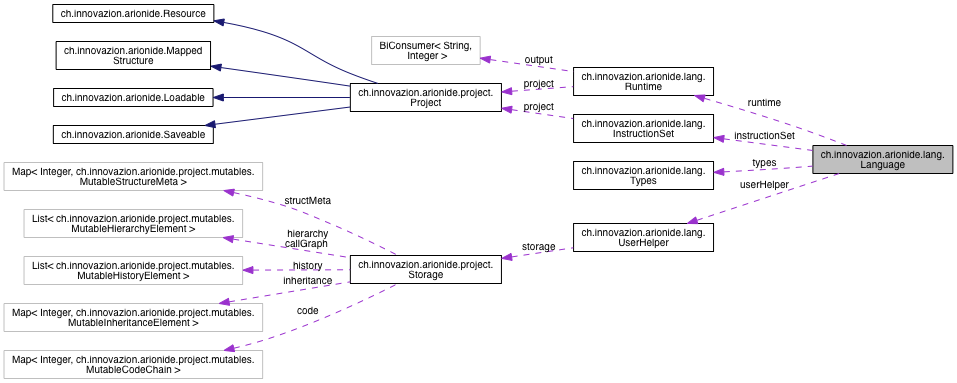 ch.innovazion.arionide.Resource
ch.innovazion.arionide.Mapped
Structure
ch.innovazion.arionide.Loadable
ch.innovazion.arionide.Saveable
Map< Integer, ch.innovazion.arionide.project.mutables.
MutableStructureMeta >
List< ch.innovazion.arionide.project.mutables.
MutableHierarchyElement >
List< ch.innovazion.arionide.project.mutables.
MutableHistoryElement >
Map< Integer, ch.innovazion.arionide.project.mutables.
MutableInheritanceElement >
Map< Integer, ch.innovazion.arionide.project.mutables.
MutableCodeChain >
structMeta
hierarchy
callGraph
history
inheritance
code
BiConsumer< String,
Integer >
ch.innovazion.arionide.project.
Project
ch.innovazion.arionide.project.
Storage
output
project
project
storage
ch.innovazion.arionide.lang.
Runtime
ch.innovazion.arionide.lang.
InstructionSet
ch.innovazion.arionide.lang.
Types
ch.innovazion.arionide.lang.
UserHelper
runtime
instructionSet
types
userHelper
ch.innovazion.arionide.lang.
Language